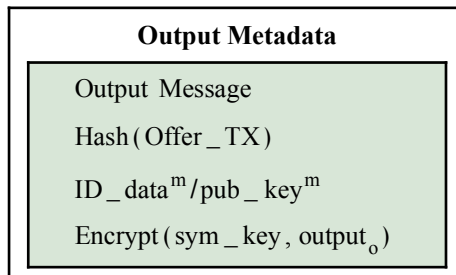 Output Metadata
Output Message
Hash(Offer_TX)
ID_data^m/pub_key^m
Encrypt(sym_key, output_o)